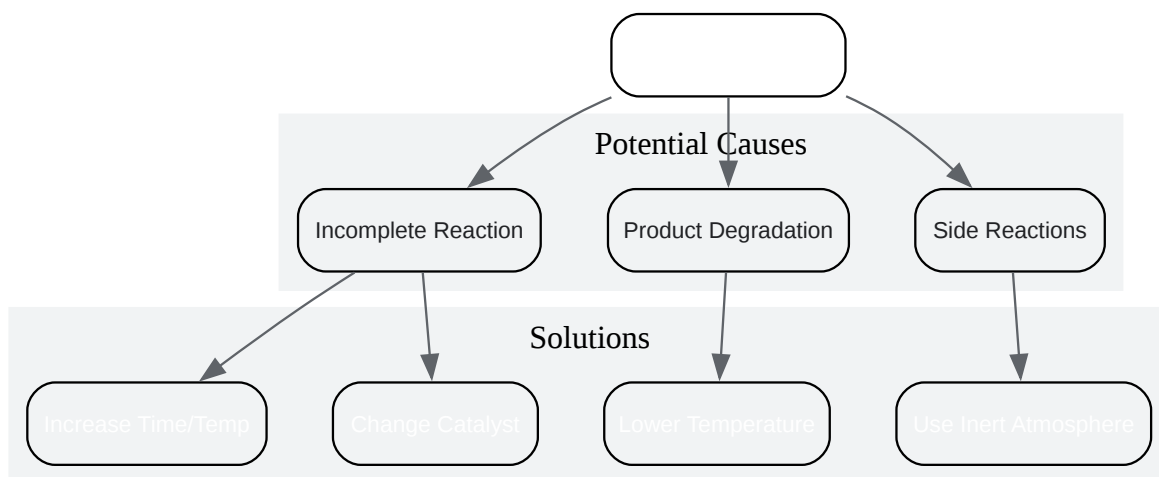 Potential Causes
Incomplete Reaction
Product Degradation
Side Reactions
Solutions
Increase Time/Temp
Change Catalyst
Lower Temperature
Use Inert Atmosphere